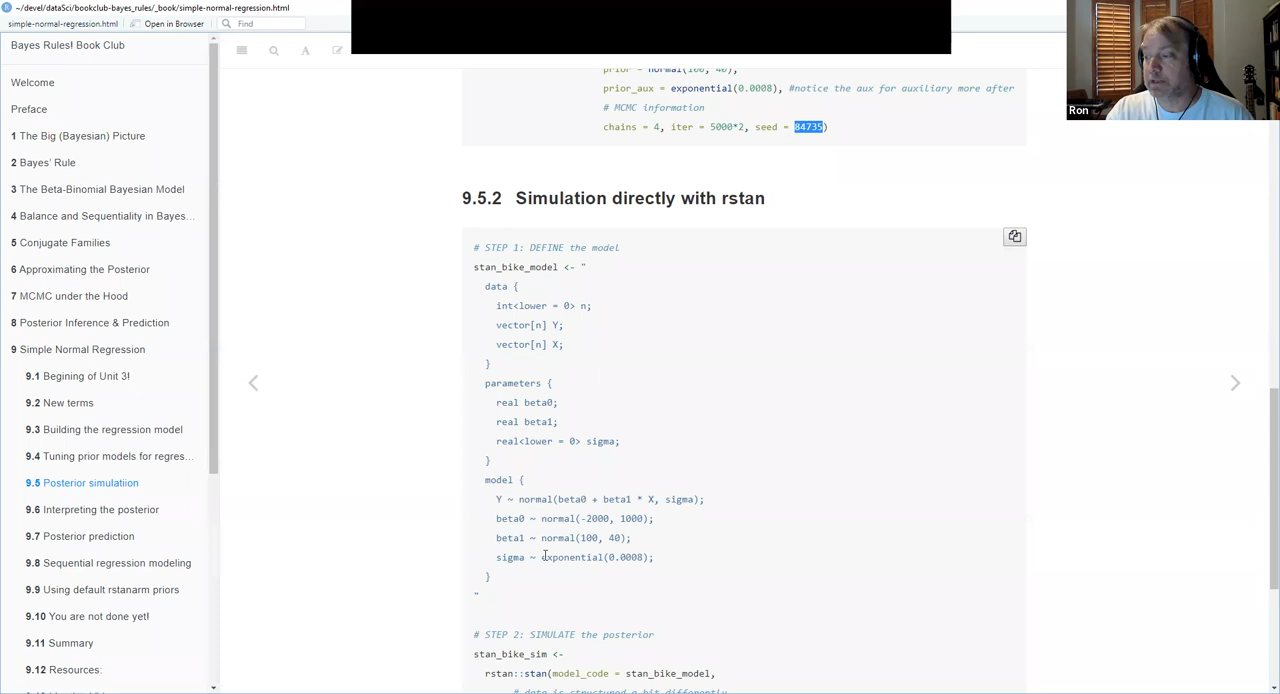 ~/devel/dataSci/bookclub-bayes_rules/_book/simple-normal-regression.html
simple-normal-regression.html
Open in Browser
Find
Bayes Rules! Book Club
Welcome
Preface
1 The Big (Bayesian) Picture
2 Bayes' Rule
3 The Beta-Binomial Bayesian Model
4 Balance and Sequentiality in Bayes…
5 Conjugate Families
6 Approximating the Posterior
7 MCMC under the Hood
8 Posterior Inference & Prediction
9 Simple Normal Regression
9.1 Begining of Unit 3!
9.2 New terms
9.3 Building the regression model
9.4 Tuning prior models for regres…
9.5 Posterior simulatiion
9.6 Interpreting the posterior
9.7 Posterior prediction
9.8 Sequential regression modeling
9.9 Using default rstanarm priors
9.10 You are not done yet!
9.11 Summary
9.12 Resources:
prior = normal(100, 40),
prior_aux = exponential(0.0008), #notice the aux for auxiliary more after
# MCMC information
chains = 4, iter = 5000*2, seed = 84735)
9.5.2 Simulation directly with rstan
# STEP 1: DEFINE the model
stan_bike_model <- "
data {
int<lower = 0> n;
vector[n] Y;
vector[n] X;
}
parameters {
real beta0;
real beta1;
real<lower = 0> sigma;
}
model {
Y ~ normal(beta0 + beta1 * X, sigma);
beta0 ~ normal(-2000, 1000);
beta1 ~ normal(100, 40);
sigma ~ exponential(0.0008);
}
"
# STEP 2: SIMULATE the posterior
stan_bike_sim <-
rstan::stan(model_code = stan_bike_model,
# data is structured a bit differently
Ron